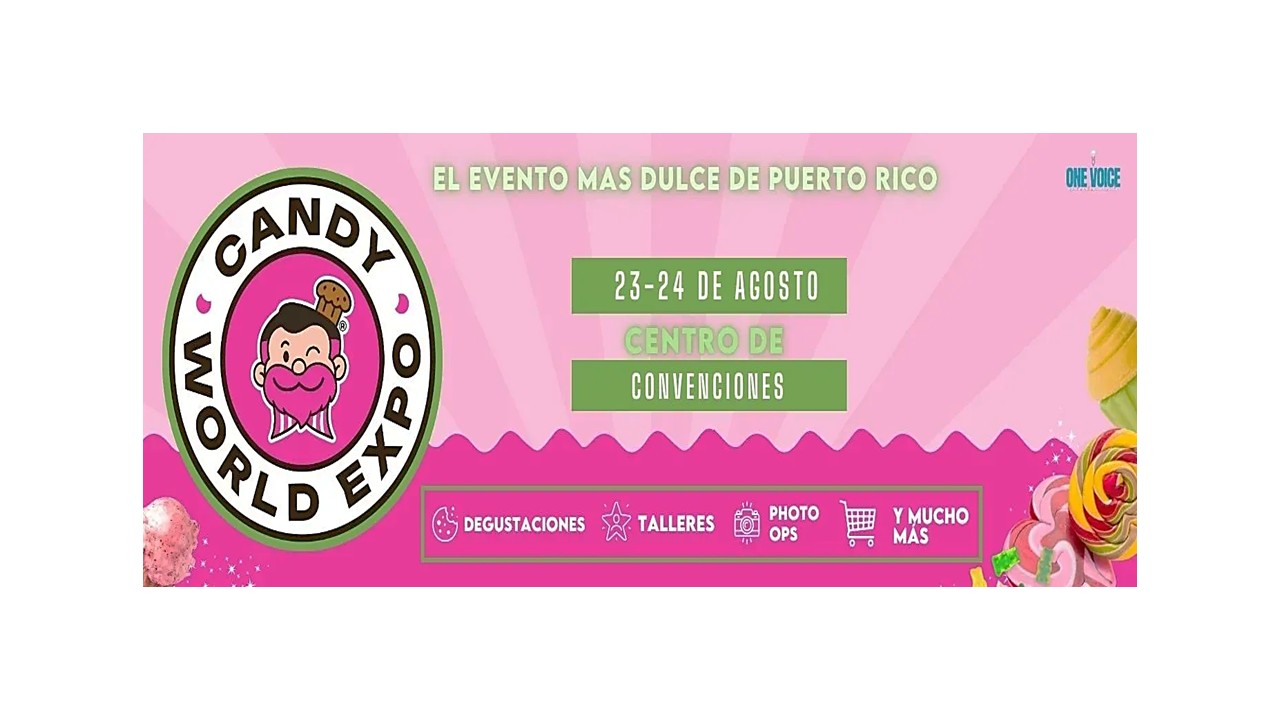 EL EVENTO MAS DULCE DE PUERTO RICO
ONE VOICE
CANDY
WORLD EXPO
®
23-24 DE AGOSTO
CENTRO DE
CONVENCIONES
DEGUSTACIONES
TALLERES
PHOTO
OPS
Y MUCHO
MÁS